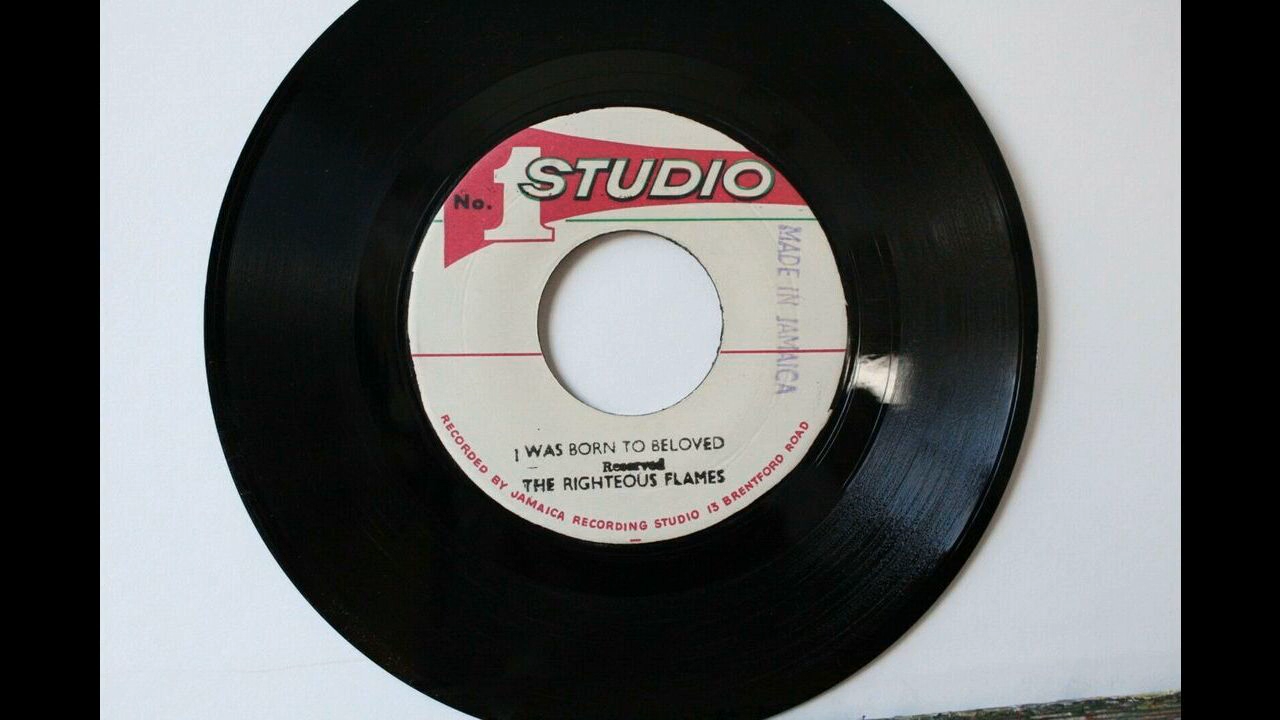 No. 1 STUDIO
MADE IN JAMAICA
I WAS BORN TO BELOVED
Reserved
THE RIGHTEOUS FLAMES
RECORDED BY JAMAICA RECORDING STUDIO 13 BRENTFORD ROAD